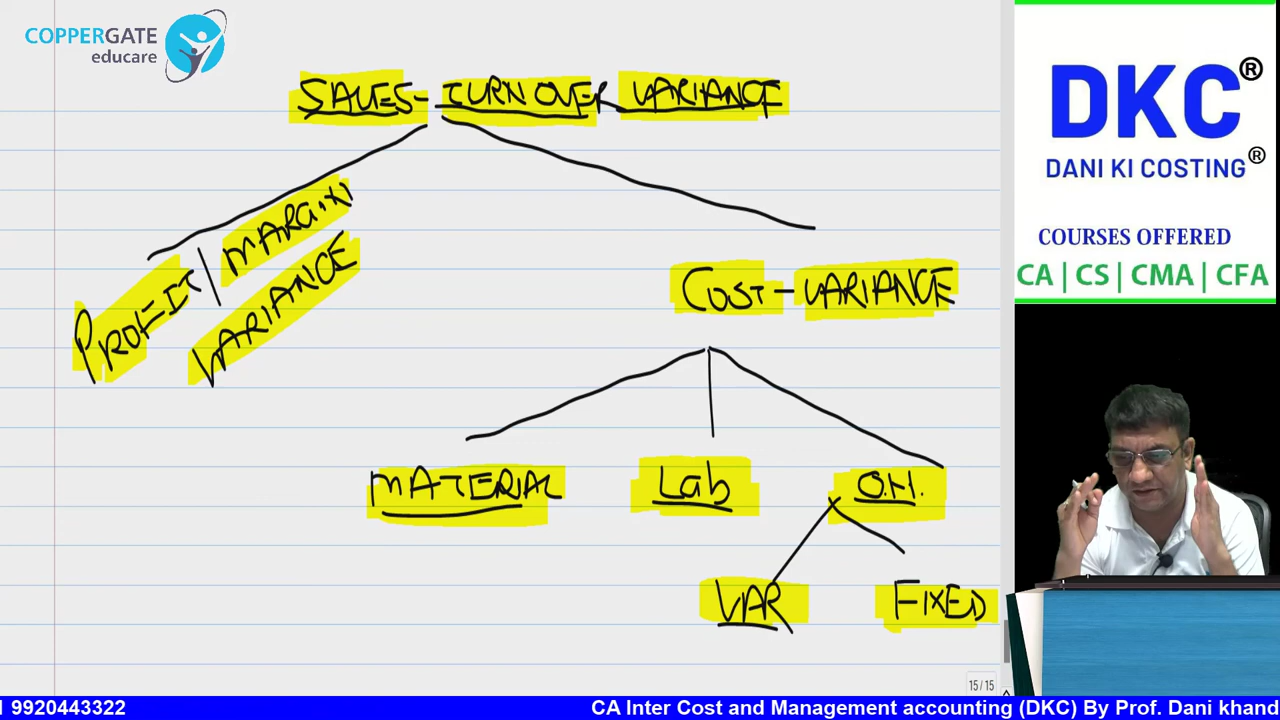 COPPERGATE
educare
SALES- TURNOVER VARIANCE
PROFIT / MARGIN
VARIANCE
COST - VARIANCE
MATERIAL Lab O.H.
VAR FIXED
15/15
DKC®
DANI KI COSTING®
COURSES OFFERED
CA | CS | CMA | CFA
9920443322 CA Inter Cost and Management accounting (DKC) By Prof. Dani khand